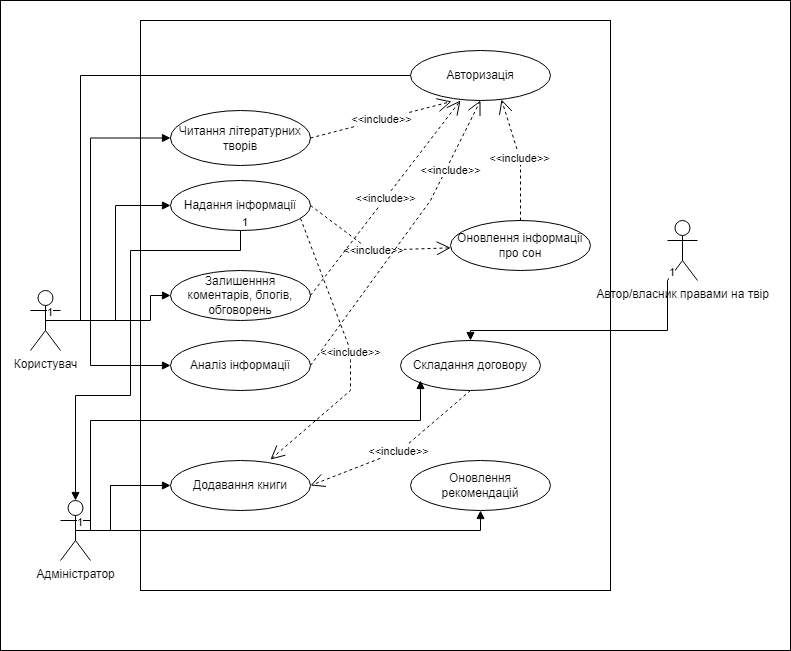 Авторизація
<<include>>
Читання літературних
творів
<<include>>
<<include>>
<<include>>
Надання інформації
1
Оновлення інформації
про сон
<<include>>
1
Автор/власник правами на твір
Залишенння
коментарів, блогів,
обговорень
1
Користувач
<<include>>
Аналіз інформації
Складання договору
<<include>>
Додавання книги
Оновлення
рекомендацій
1
Адміністратор